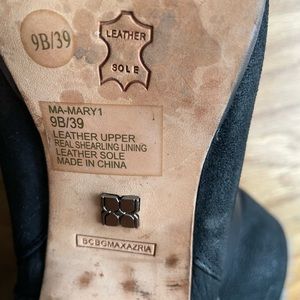 9B/39
LEATHER
SOLE
MA-MARY1
9B/39
LEATHER UPPER
REAL SHEARLING LINING
LEATHER SOLE
MADE IN CHINA
BCBGMAXAZRIA